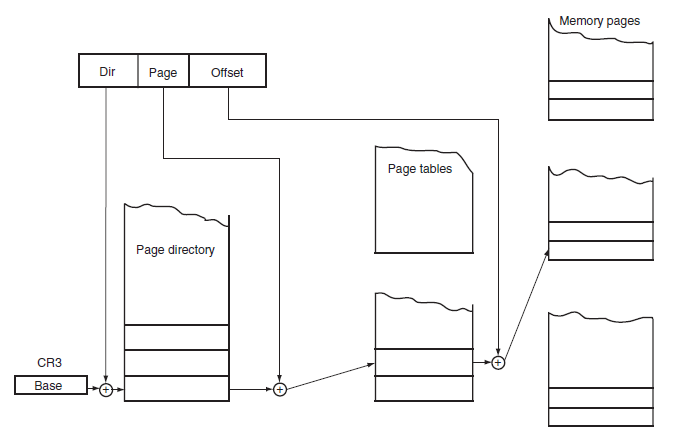 Memory pages
Dir
Page
Offset
Page tables
Page directory
CR3
Base
+
+
+